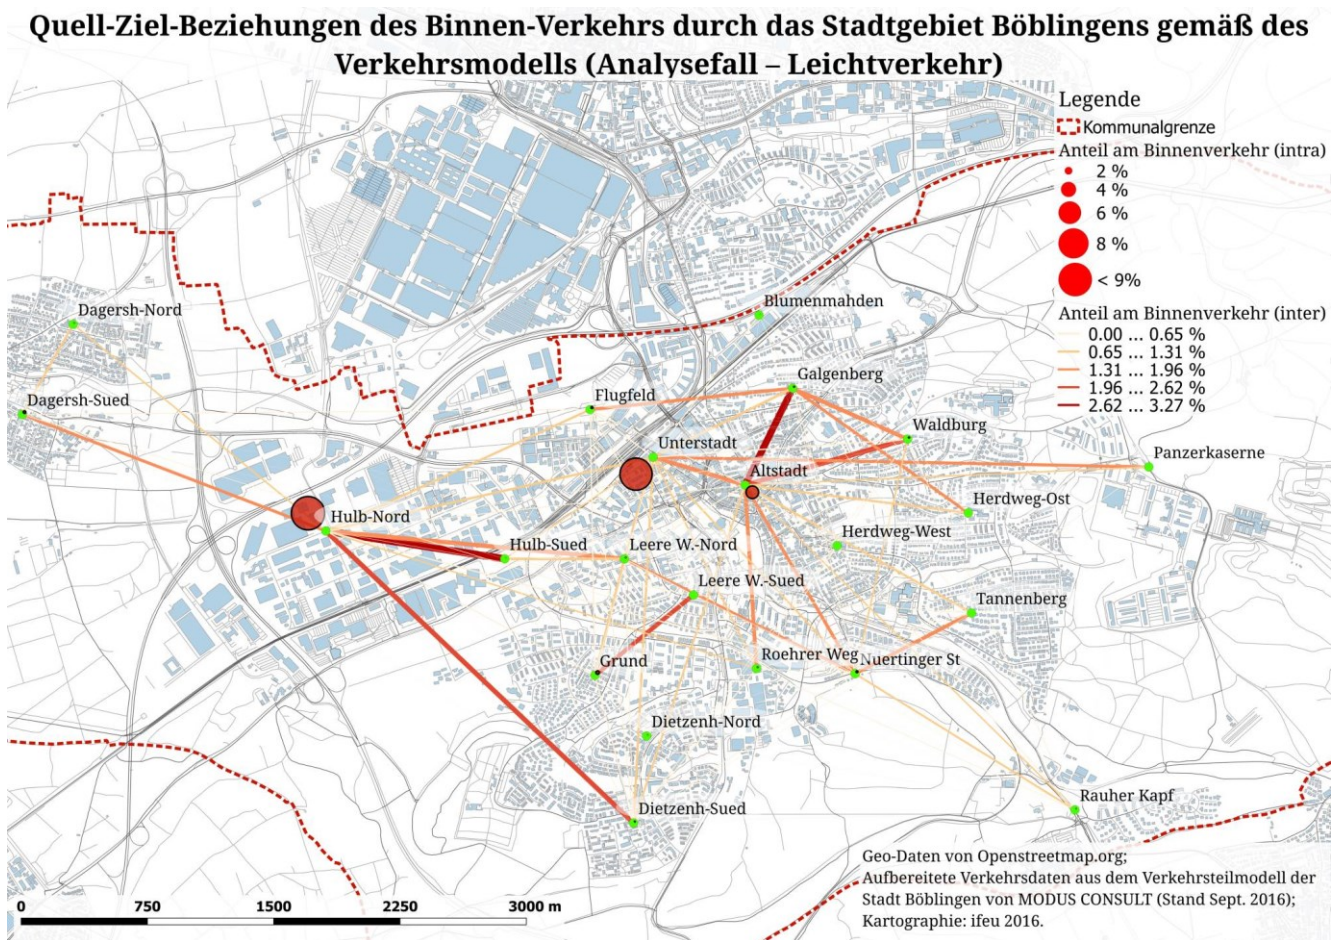 Quell-Ziel-Beziehungen des Binnen-Verkehrs durch das Stadtgebiet Böblingens gemäß des
Verkehrsmodells (Analysefall – Leichtverkehr)
Legende
Kommunalgrenze
Anteil am Binnenverkehr (intra)
2 %
4 %
6 %
8 %
< 9%
Anteil am Binnenverkehr (inter)
0.00 ... 0.65 %
0.65 ... 1.31 %
1.31 ... 1.96 %
1.96 ... 2.62 %
2.62 ... 3.27 %
Blumenmahden
Dagersh-Nord
Galgenberg
Flugfeld
Dagersh-Sued
Waldburg
Unterstadt
Panzerkaserne
Altstadt
Herdweg-Ost
Hulb-Nord
Herdweg-West
Hulb-Sued
Leere W.-Nord
Leere W.-Sued
Tannenberg
Grund
Roehrer Weg
Nuertinger St
Dietzenh-Nord
Rauher Kapf
Dietzenh-Sued
Geo-Daten von Openstreetmap.org;
Aufbereitete Verkehrsdaten aus dem Verkehrsteilmodell der
Stadt Böblingen von MODUS CONSULT (Stand Sept. 2016);
Kartographie: ifeu 2016.
0 750 1500 2250 3000 m